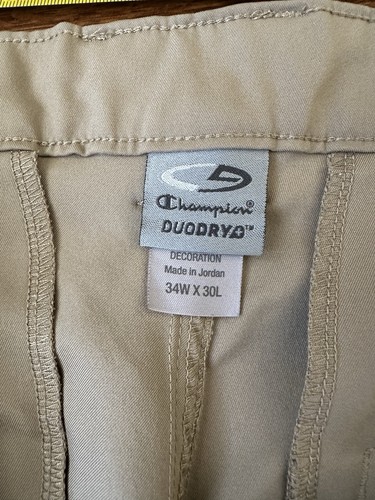 Champion®
DUODRY+™
DECORATION
Made in Jordan
34W X 30L